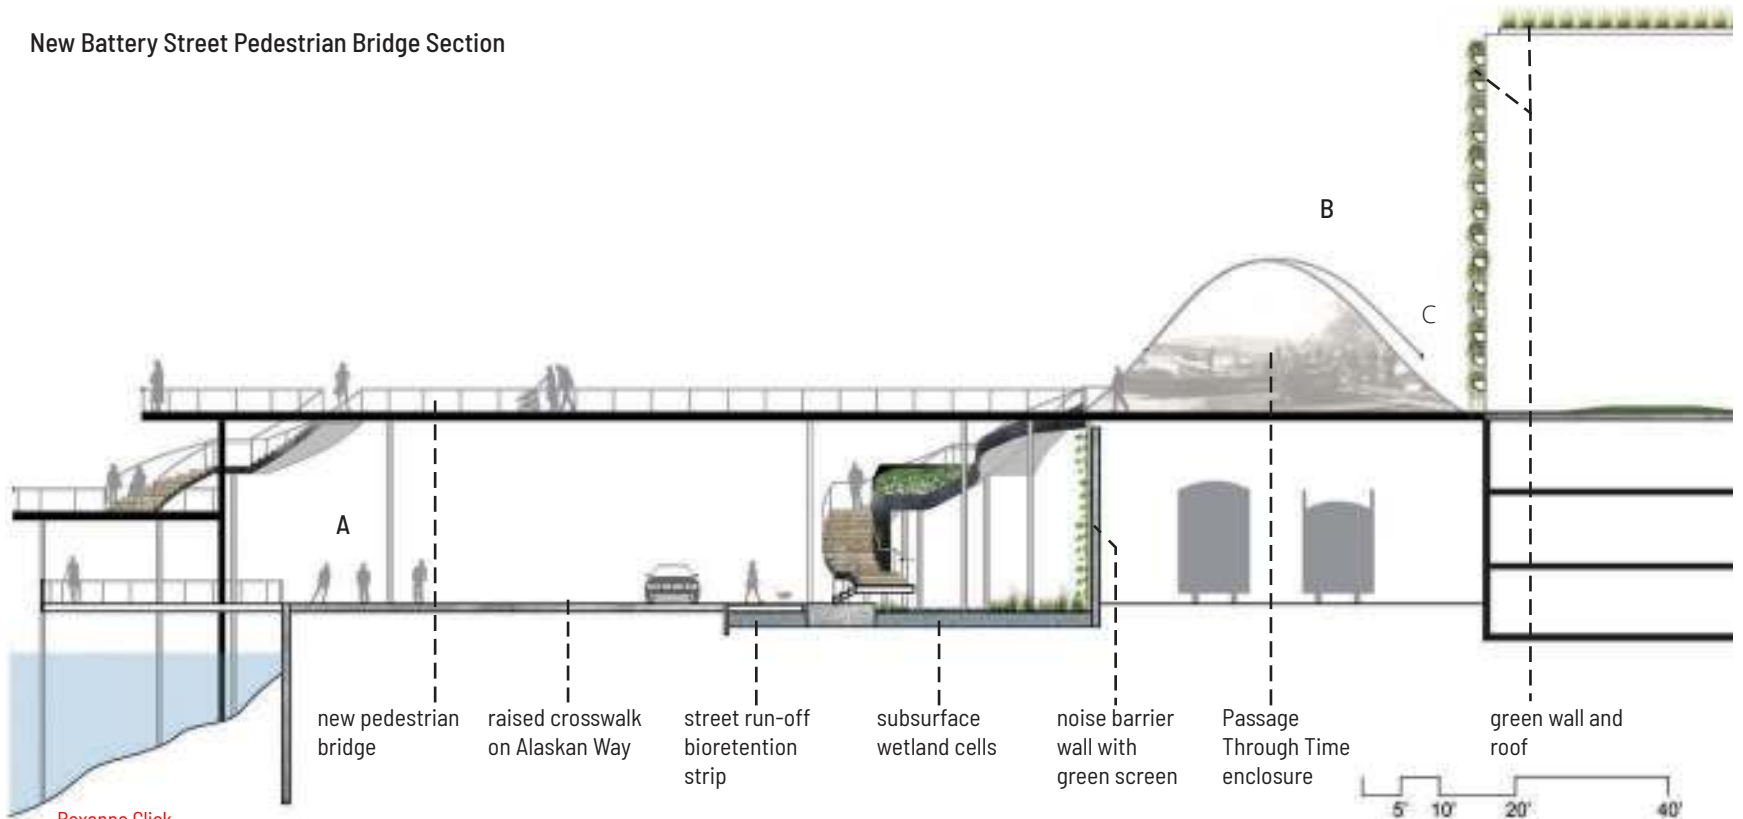 New Battery Street Pedestrian Bridge Section
B
C
A
new pedestrian
bridge
raised crosswalk
on Alaskan Way
street run-off
bioretention
strip
subsurface
wetland cells
noise barrier
wall with
green screen
Passage
Through Time
enclosure
green wall and
roof
5' 10' 20' 40'
Roxanne Glick